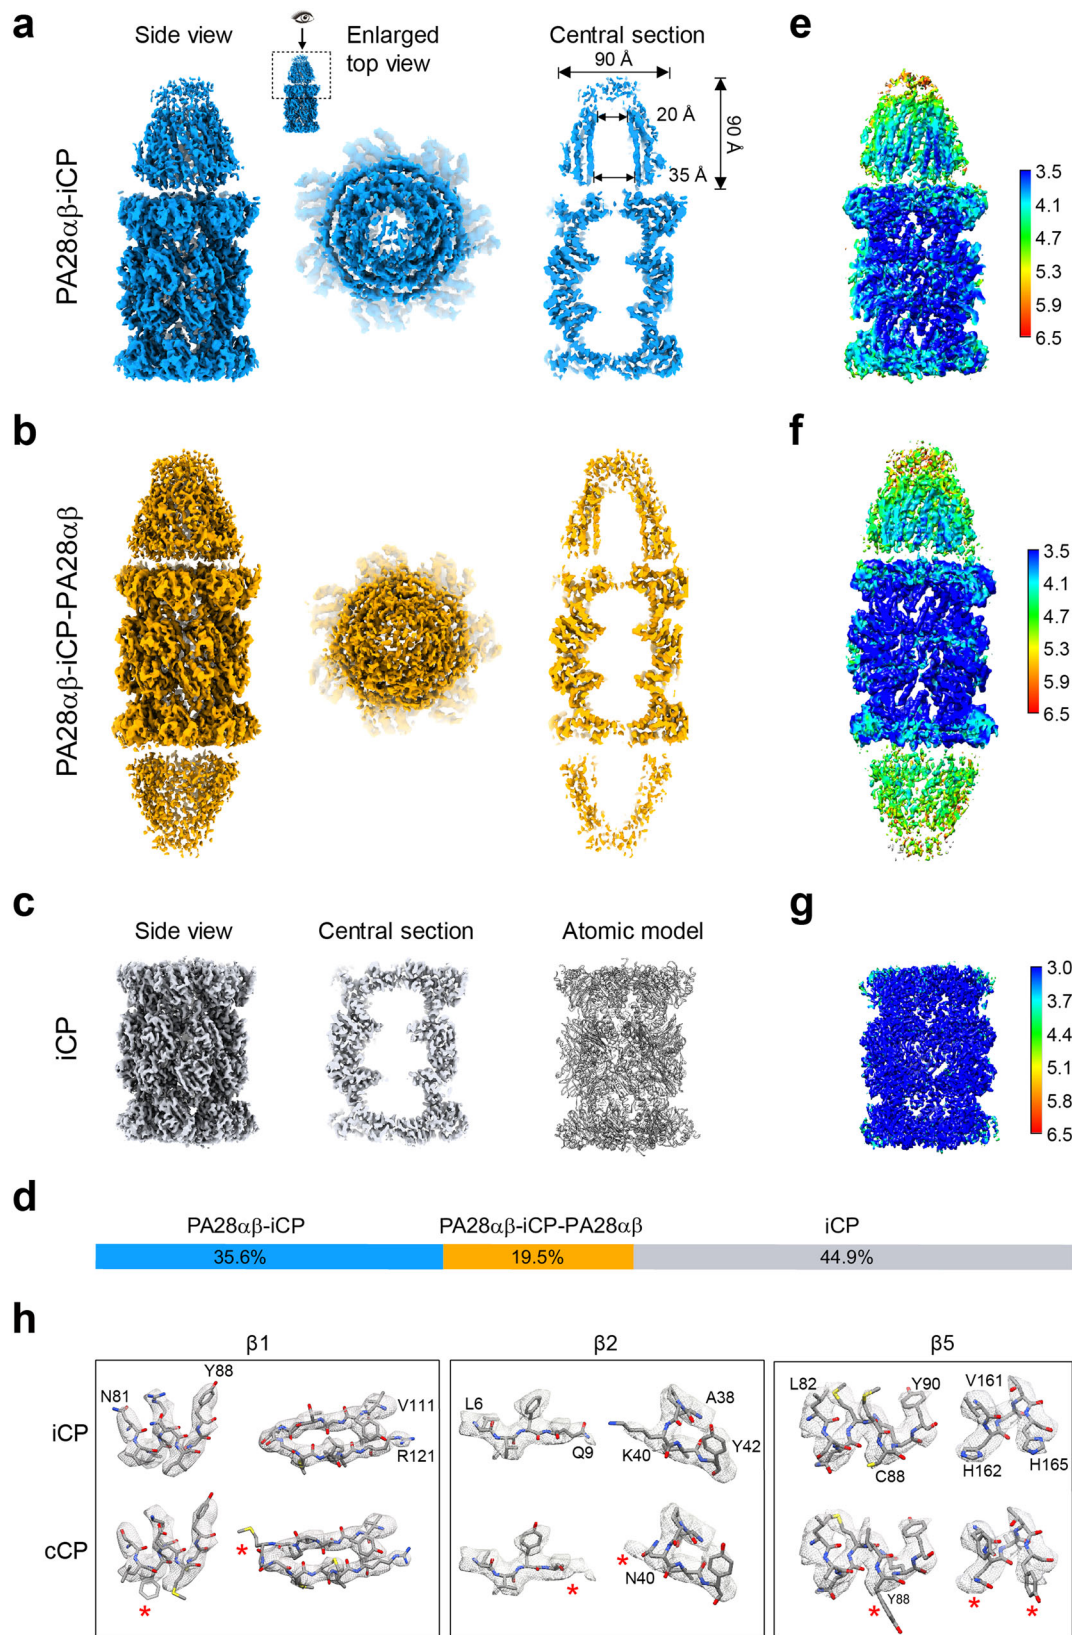 a
Side view
Enlarged
top view
Central section
e
90 Å
20 Å
90 Å
35 Å
PA28αβ-iCP
3.5
4.1
4.7
5.3
5.9
6.5
b
f
PA28αβ-iCP-PA28αβ
3.5
4.1
4.7
5.3
5.9
6.5
c
Side view
Central section
Atomic model
g
iCP
3.0
3.7
4.4
5.1
5.8
6.5
d
PA28αβ-iCP
PA28αβ-iCP-PA28αβ
iCP
35.6%
19.5%
44.9%
h
β1
β2
β5
iCP
N81
Y88
V111
R121
L6
Q9
A38
K40
Y42
L82
Y90
C88
V161
H162
H165
cCP
*
*
*
*
N40
*
Y88
*
*